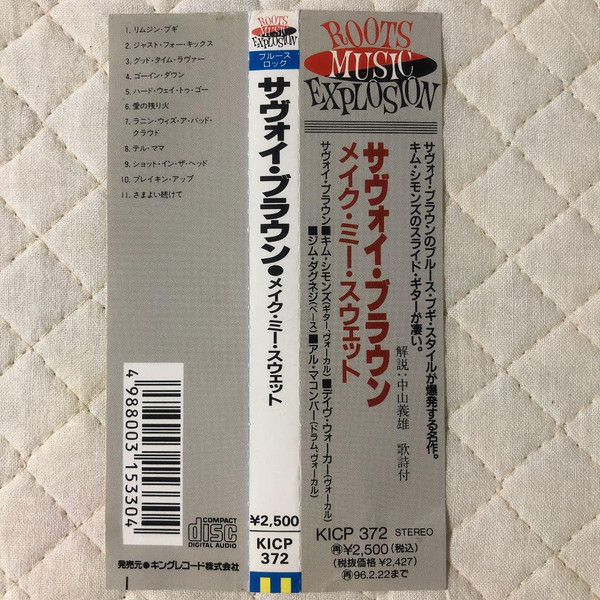 1. リムジン・ブギ
2. ジャスト・フォー・キックス
3. グッド・タイム・ラヴァー
4. ゴーイン・ダウン
5. ハード・ウェイ・トゥ・ゴー
6. 愛の残り火
7. ラニン・ウィズ・ア・バッド・
クラウド
8. テル・ママ
9. ショット・イン・ザ・ヘッド
10. ブレイキン・アップ
11. さまよい続けて
4988003 153304
COMPACT
disc
DIGITAL AUDIO
発売元●キングレコード株式会社
ROOTS
MUSIC
EXPLOSION
ブルース
ロック
サヴォイ・ブラウン●メイク・ミー・スウェット
¥2,500
KICP
372
ROOTS
MUSIC
EXPLOSION
サヴォイ・ブラウンのブルース・ブギ・スタイルが爆発する名作。
キム・シモンズのスライド・ギターが凄い。
解説：中山義雄 歌詩付
サヴォイ・ブラウン
メイク・ミー・スウェット
サヴォイ・ブラウン■キム・シモンズ(ギター、ヴォーカル)■デイヴ・ウォーカー(ヴォーカル)
■ジム・ダグネジ(ベース)■アル・マコンバー(ドラム、ヴォーカル)
KICP 372 STEREO
㋾¥2,500(税込)
(税抜価格 ¥2,427)
㋾96.2.22まで